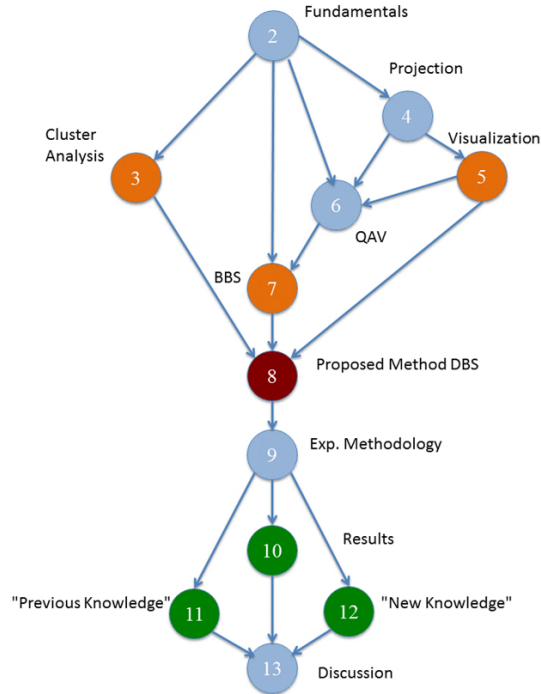 Fundamentals
2
Projection
4
Cluster
Analysis
Visualization
3
5
6
QAV
BBS
7
8
Proposed Method DBS
9
Exp. Methodology
10
Results
"Previous Knowledge"
11
12
"New Knowledge"
13
Discussion